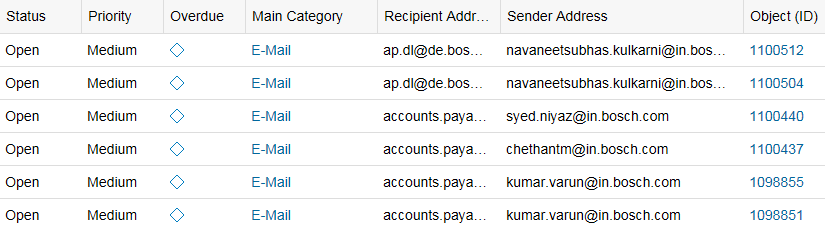 Status Priority Overdue Main Category Recipient Addr... Sender Address Object (ID)
Open Medium E-Mail ap.dl@de.bos... navaneetsubhas.kulkarni@in.bos... 1100512
Open Medium E-Mail ap.dl@de.bos... navaneetsubhas.kulkarni@in.bos... 1100504
Open Medium E-Mail accounts.paya... syed.niyaz@in.bosch.com 1100440
Open Medium E-Mail accounts.paya... chethantm@in.bosch.com 1100437
Open Medium E-Mail accounts.paya... kumar.varun@in.bosch.com 1098855
Open Medium E-Mail accounts.paya... kumar.varun@in.bosch.com 1098851